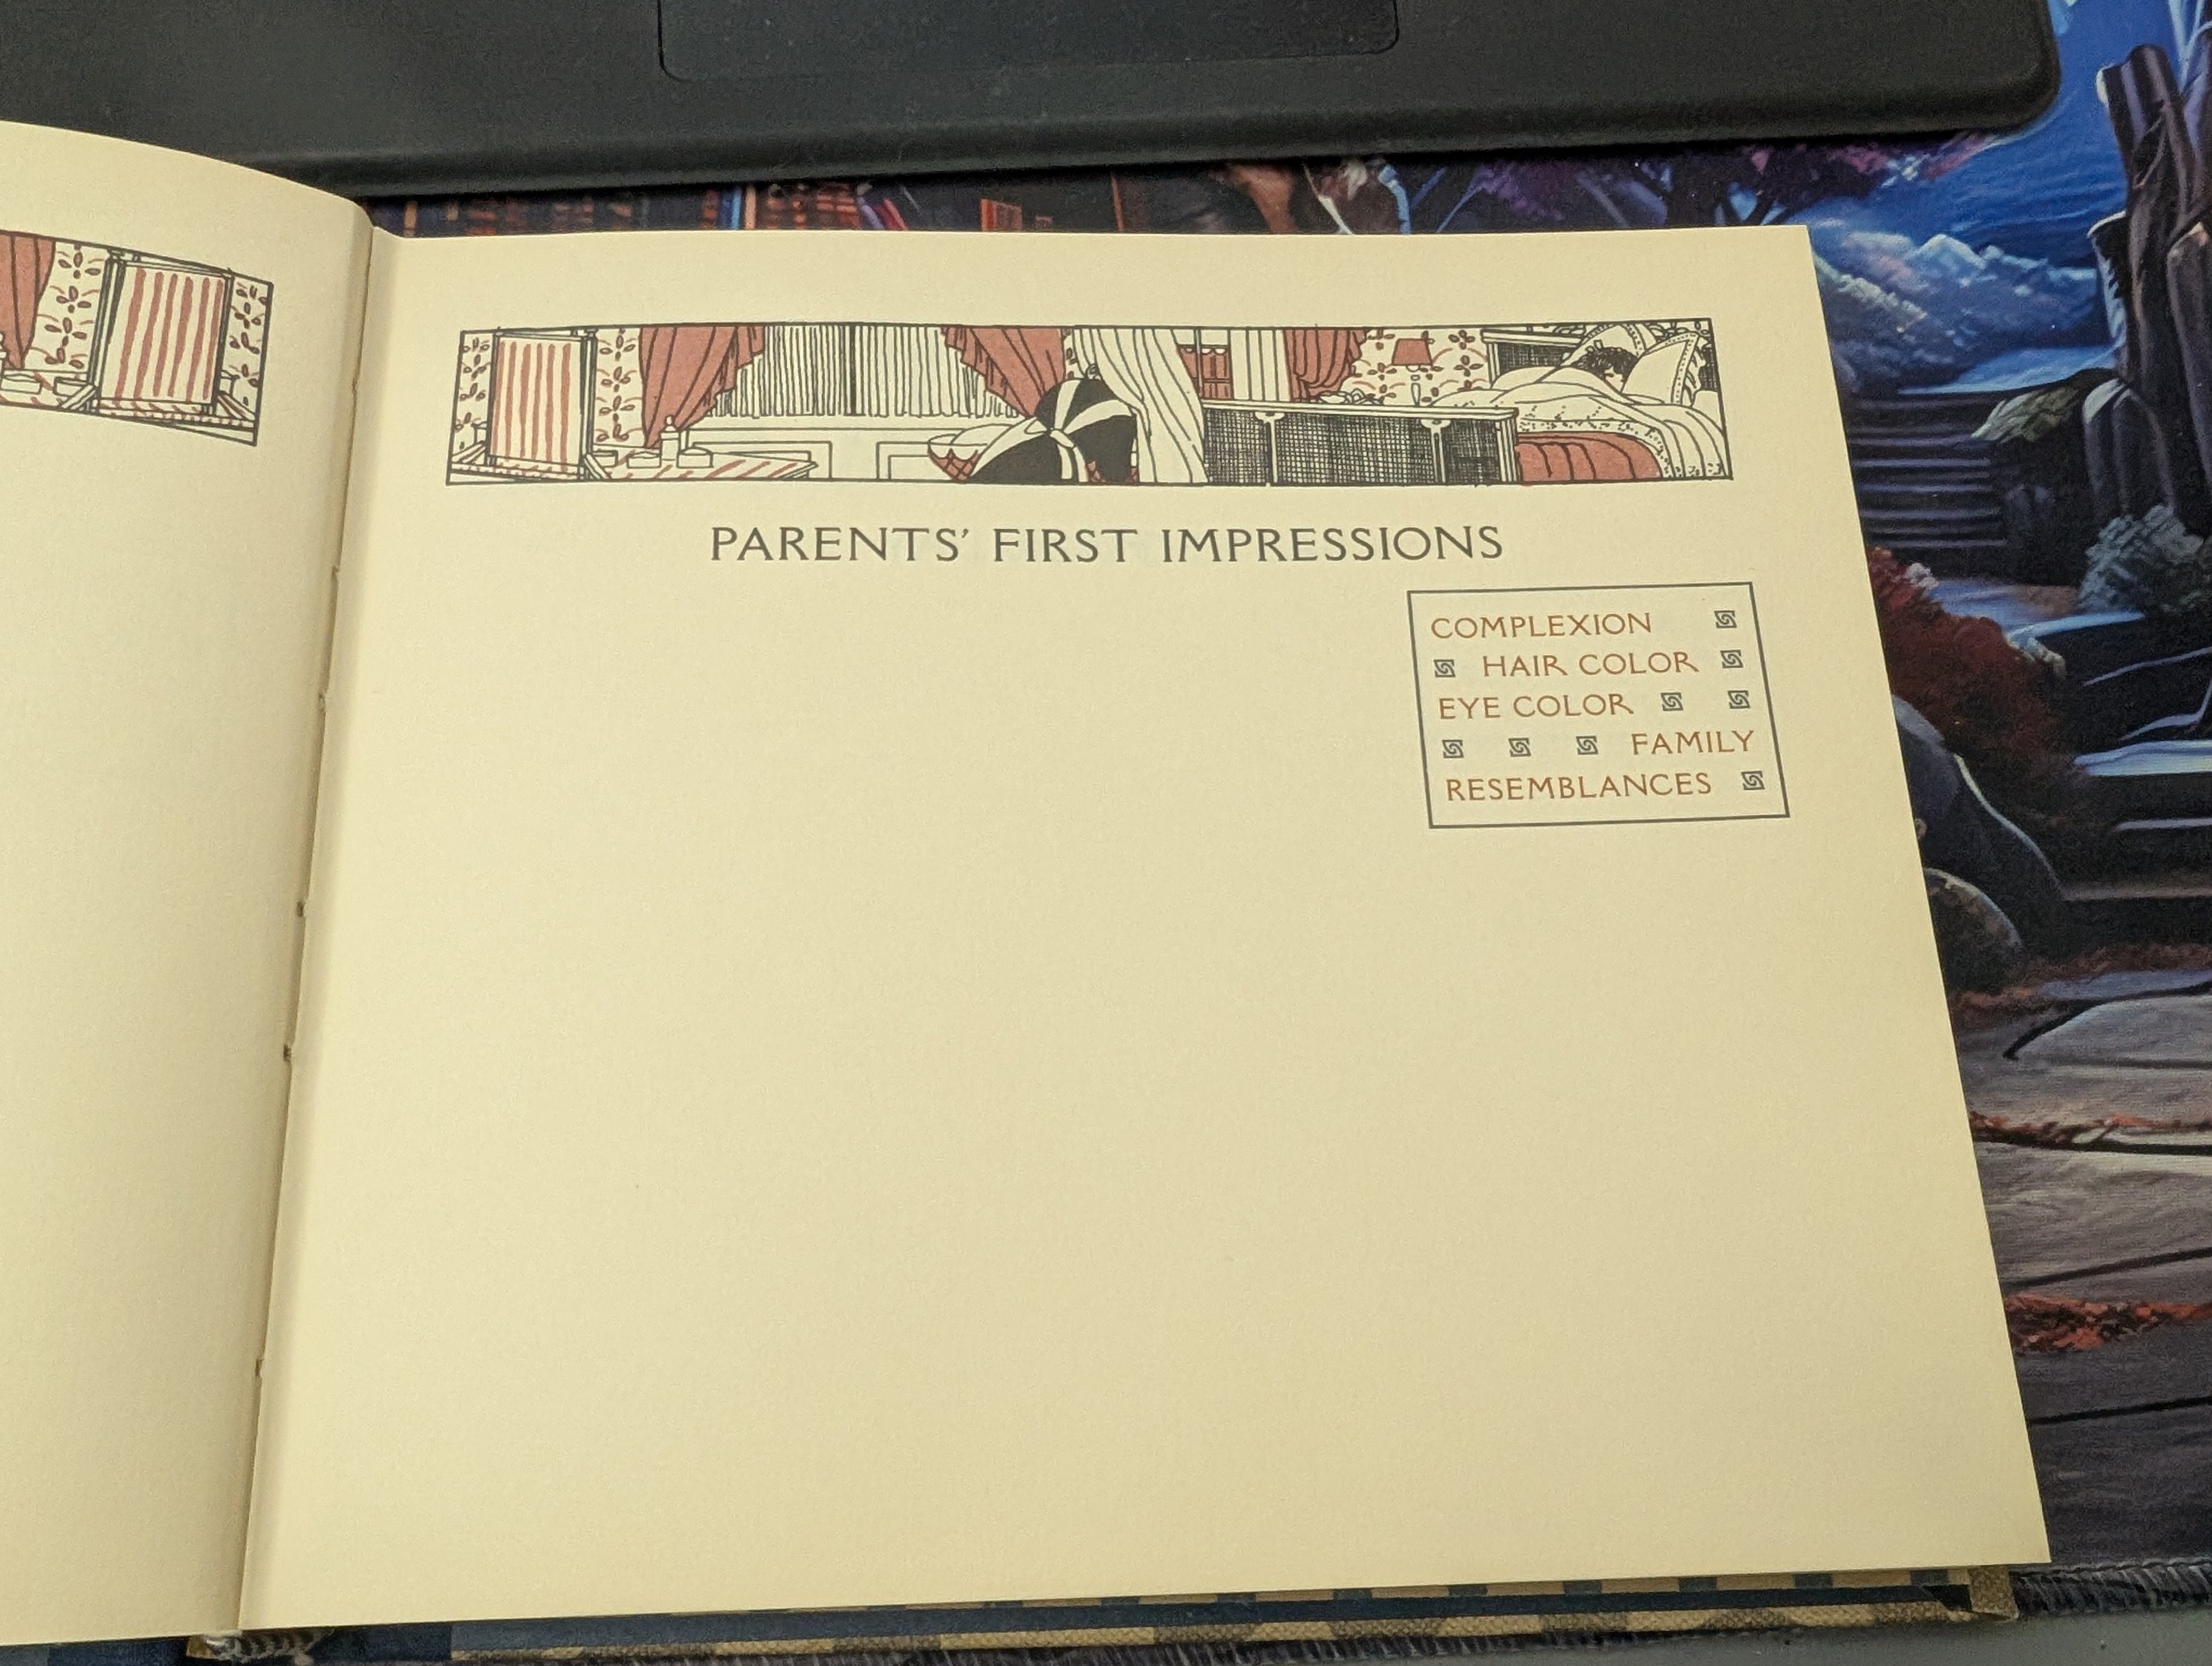 PARENTS' FIRST IMPRESSIONS
COMPLEXION
HAIR COLOR
EYE COLOR
FAMILY
RESEMBLANCES